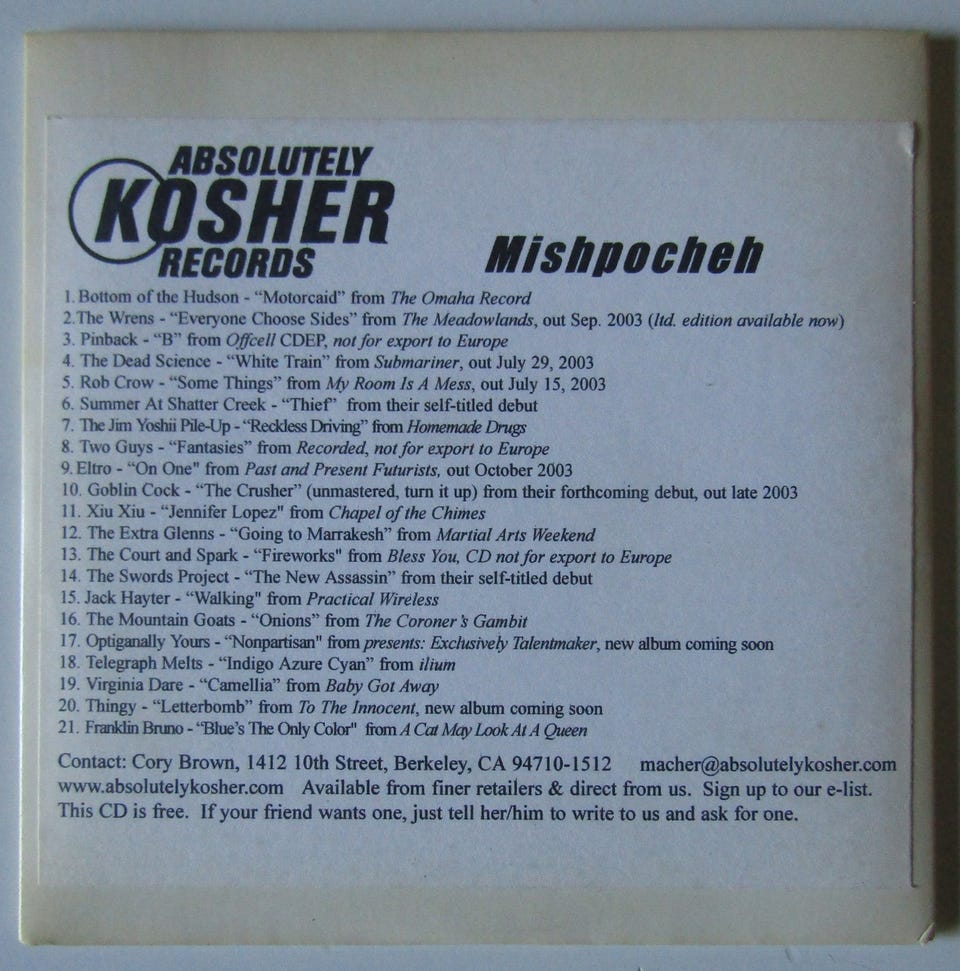 ABSOLUTELY
KOSHER
RECORDS
Mishpocheh
1. Bottom of the Hudson - “Motorcaid” from The Omaha Record
2.The Wrens - “Everyone Choose Sides” from The Meadowlands, out Sep. 2003 (ltd. edition available now)
3. Pinback - “B” from Offcell CDEP, not for export to Europe
4. The Dead Science - “White Train” from Submariner, out July 29, 2003
5. Rob Crow - “Some Things” from My Room Is A Mess, out July 15, 2003
6. Summer At Shatter Creek - “Thief” from their self-titled debut
7. The Jim Yoshii Pile-Up - “Reckless Driving” from Homemade Drugs
8. Two Guys - “Fantasies” from Recorded, not for export to Europe
9. Eltro - “On One" from Past and Present Futurists, out October 2003
10. Goblin Cock - “The Crusher” (unmastered, turn it up) from their forthcoming debut, out late 2003
11. Xiu Xiu - “Jennifer Lopez" from Chapel of the Chimes
12. The Extra Glenns - “Going to Marrakesh” from Martial Arts Weekend
13. The Court and Spark - “Fireworks" from Bless You, CD not for export to Europe
14. The Swords Project - “The New Assassin” from their self-titled debut
15. Jack Hayter - “Walking" from Practical Wireless
16. The Mountain Goats - “Onions” from The Coroner's Gambit
17. Optiganally Yours - “Nonpartisan" from presents: Exclusively Talentmaker, new album coming soon
18. Telegraph Melts - “Indigo Azure Cyan” from ilium
19. Virginia Dare - “Camellia” from Baby Got Away
20. Thingy - “Letterbomb” from To The Innocent, new album coming soon
21. Franklin Bruno - “Blue's The Only Color" from A Cat May Look At A Queen
Contact: Cory Brown, 1412 10th Street, Berkeley, CA 94710-1512 macher@absolutelykosher.com
www.absolutelykosher.com Available from finer retailers & direct from us. Sign up to our e-list.
This CD is free. If your friend wants one, just tell her/him to write to us and ask for one.